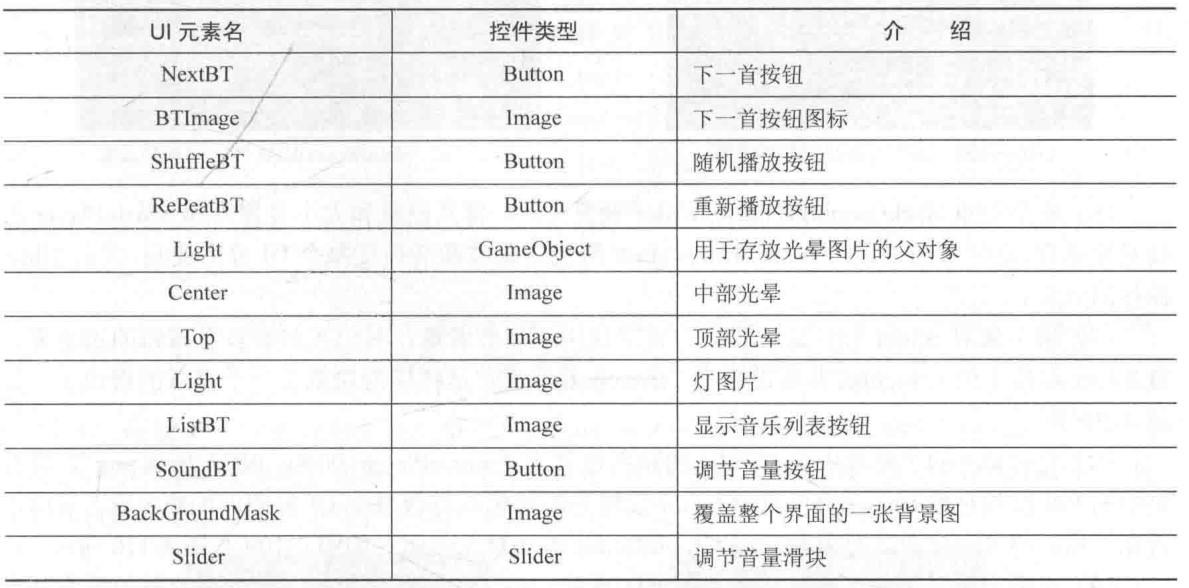 UI 元素名 控件类型 介 绍
NextBT Button 下一首按钮
BTImage Image 下一首按钮图标
ShuffleBT Button 随机播放按钮
RePeatBT Button 重新播放按钮
Light GameObject 用于存放光晕图片的父对象
Center Image 中部光晕
Top Image 顶部光晕
Light Image 灯图片
ListBT Image 显示音乐列表按钮
SoundBT Button 调节音量按钮
BackGroundMask Image 覆盖整个界面的一张背景图
Slider Slider 调节音量滑块